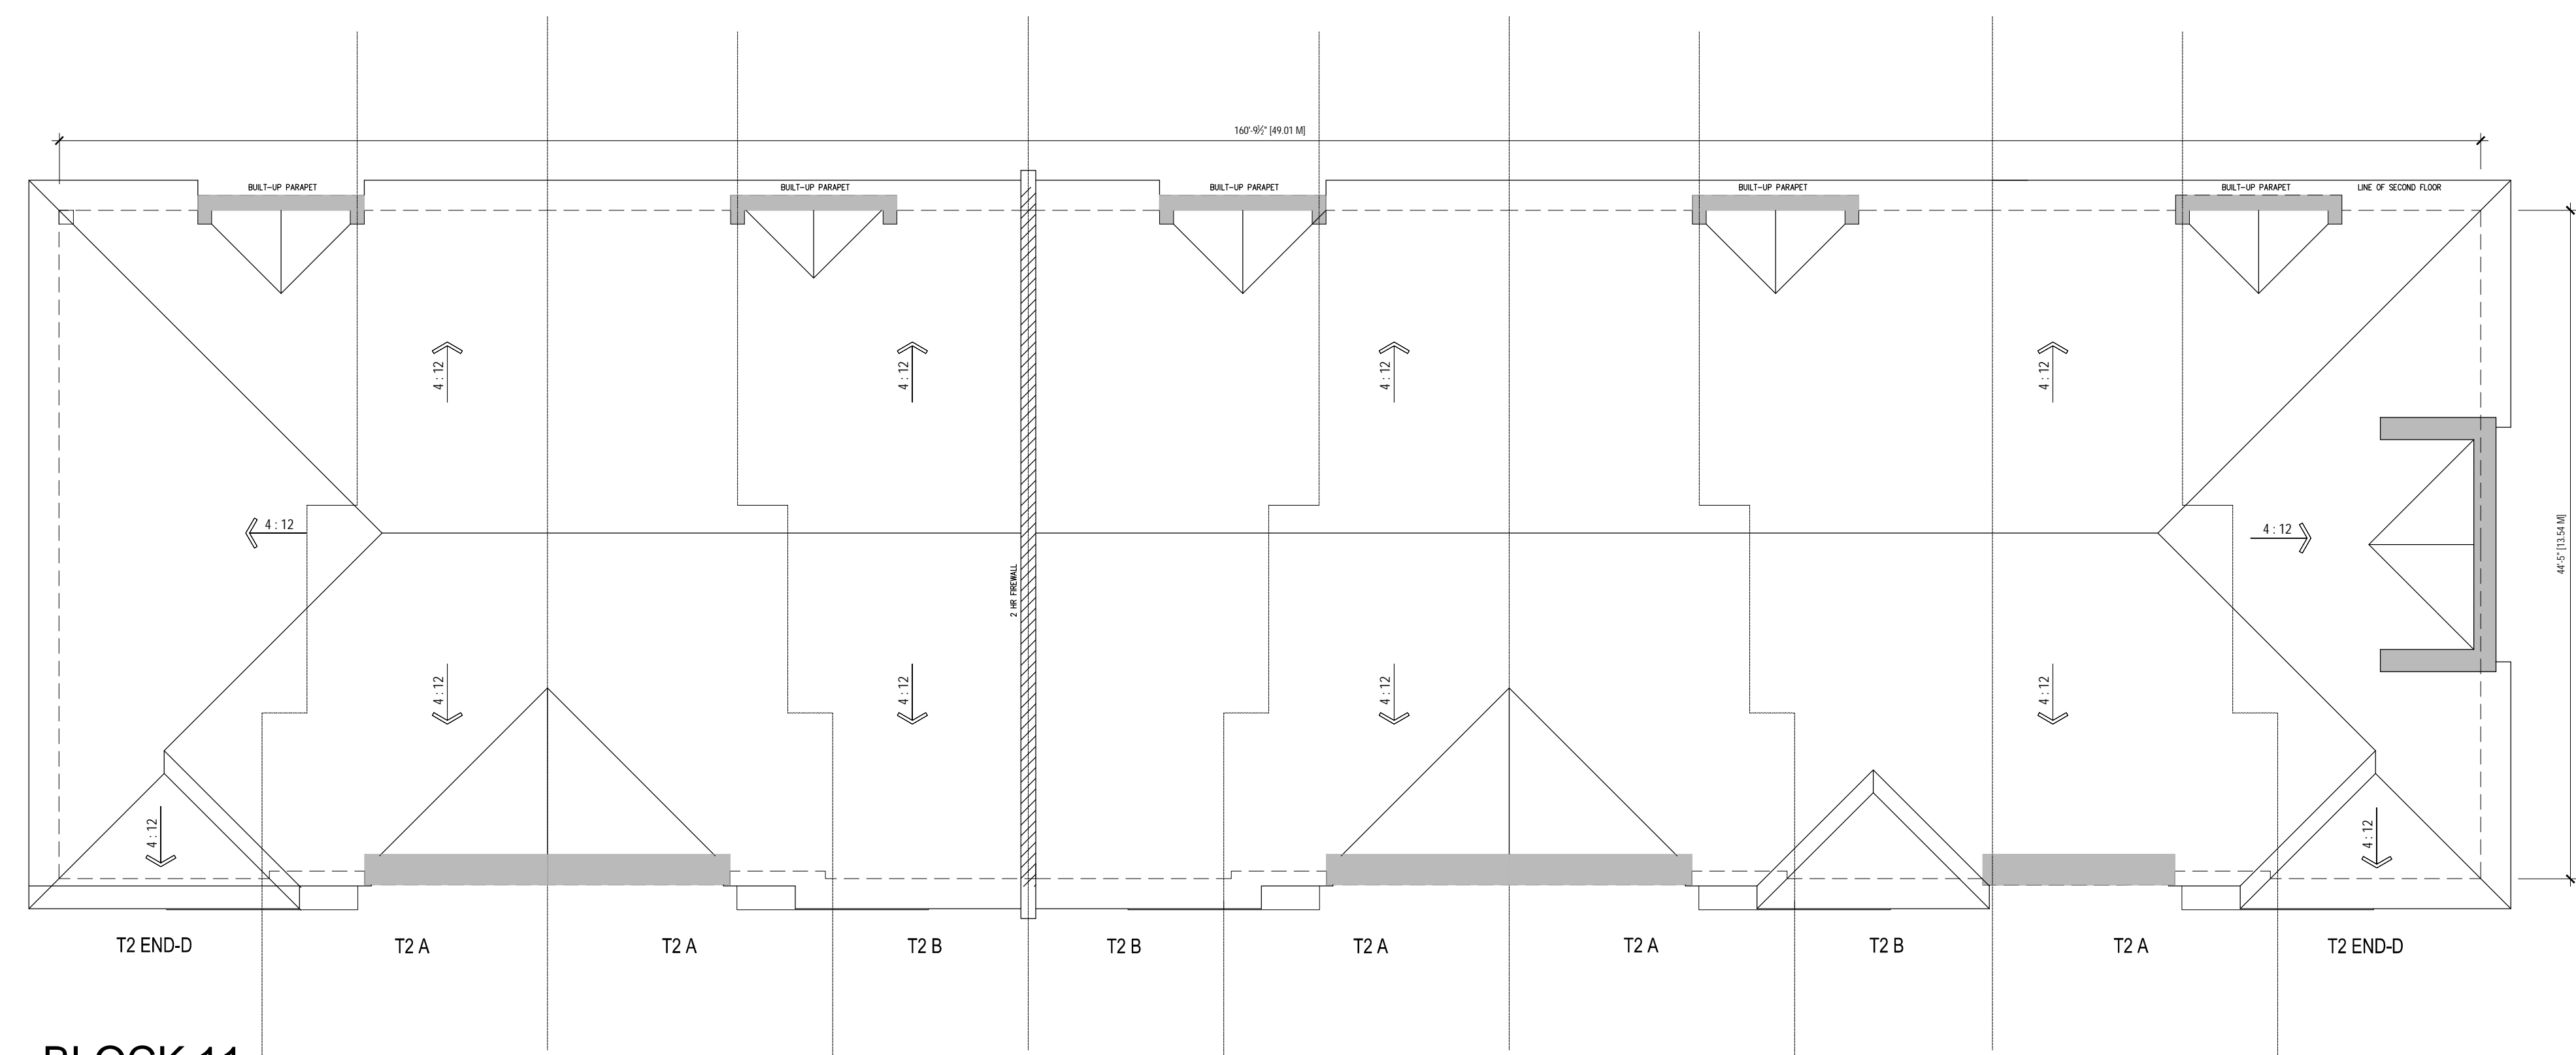 160'-9½" [49.01 M]
BUILT-UP PARAPET
BUILT-UP PARAPET
BUILT-UP PARAPET
BUILT-UP PARAPET
BUILT-UP PARAPET
LINE OF SECOND FLOOR
4 : 12
4 : 12
4 : 12
4 : 12
4 : 12
4 : 12
44'-5" [13.54 M]
2 HR FIREWALL
4 : 12
4 : 12
4 : 12
4 : 12
4 : 12
4 : 12
T2 END-D
T2 A
T2 A
T2 B
T2 B
T2 A
T2 A
T2 B
T2 A
T2 END-D
BLOCK 11